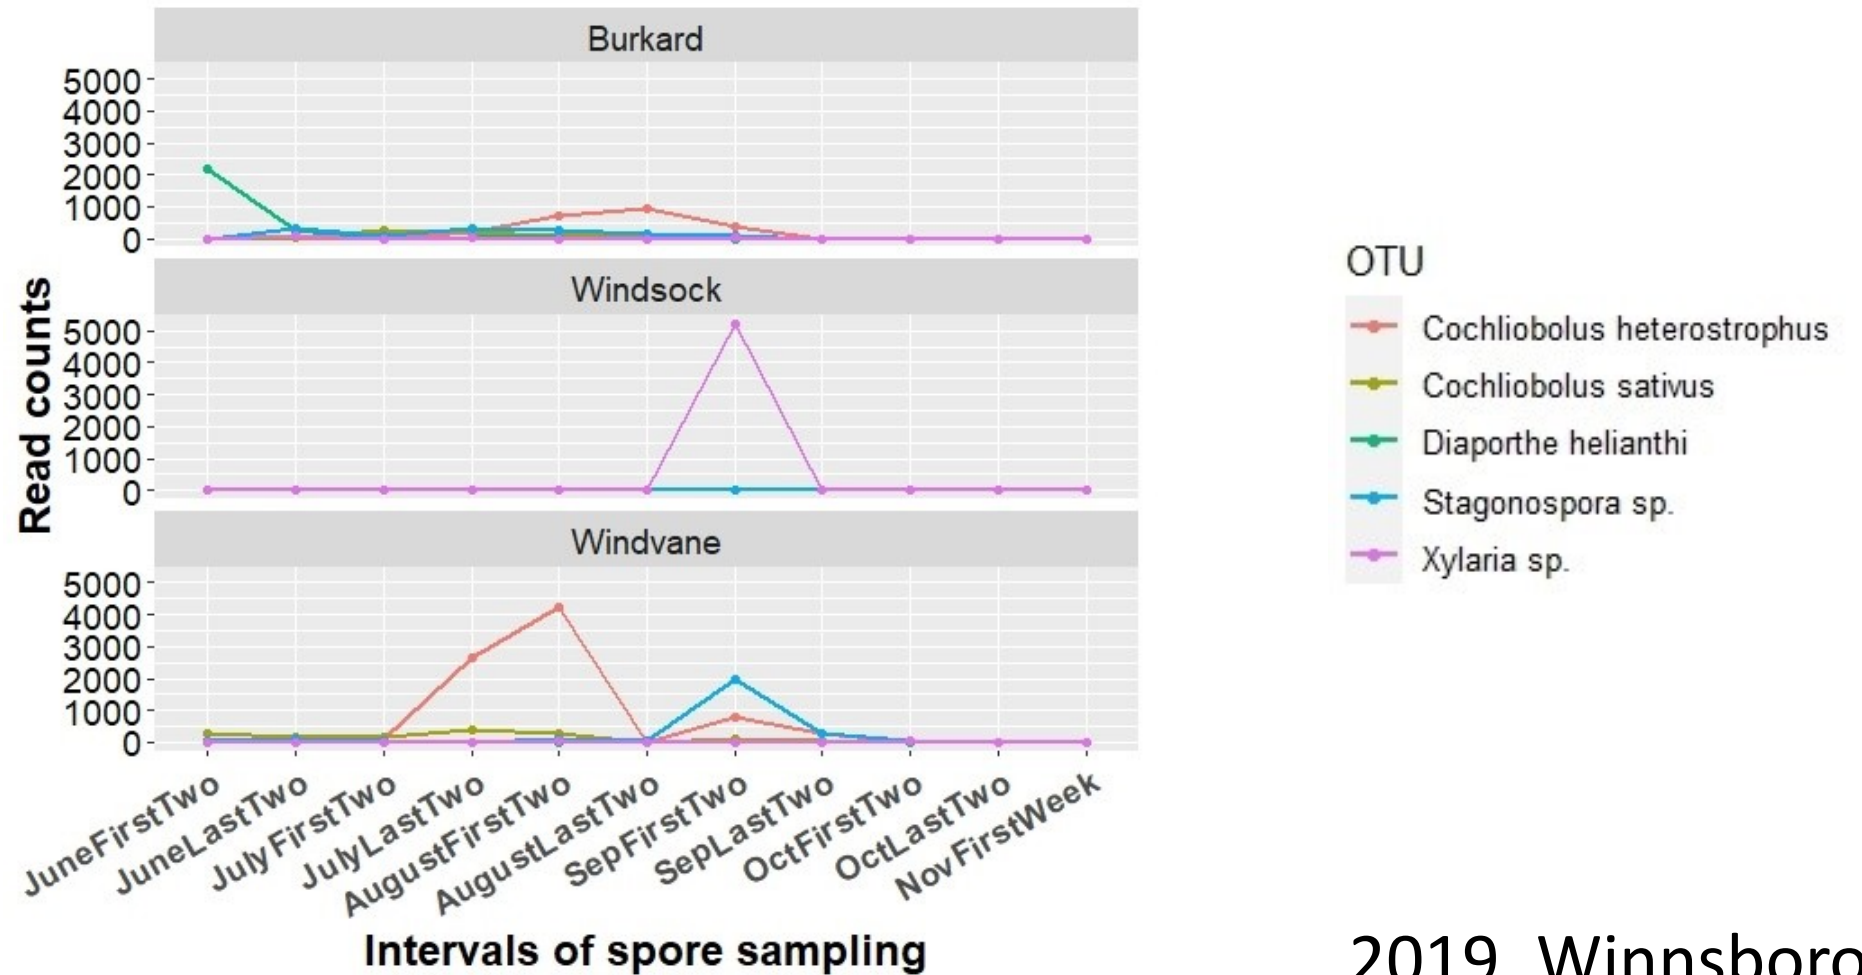 Burkard
5000
4000
3000
2000
1000
0
Windsock
5000
4000
3000
2000
1000
0
Windvane
5000
4000
3000
2000
1000
0
Read counts
JuneFirstTwo
JuneLastTwo
JulyFirstTwo
JulyLastTwo
AugustFirstTwo
AugustLastTwo
SepFirstTwo
SepLastTwo
OctFirstTwo
OctLastTwo
NovFirstWeek
Intervals of spore sampling
OTU
Cochliobolus heterostrophus
Cochliobolus sativus
Diaporthe helianthi
Stagonospora sp.
Xylaria sp.
2019 Winnsboro